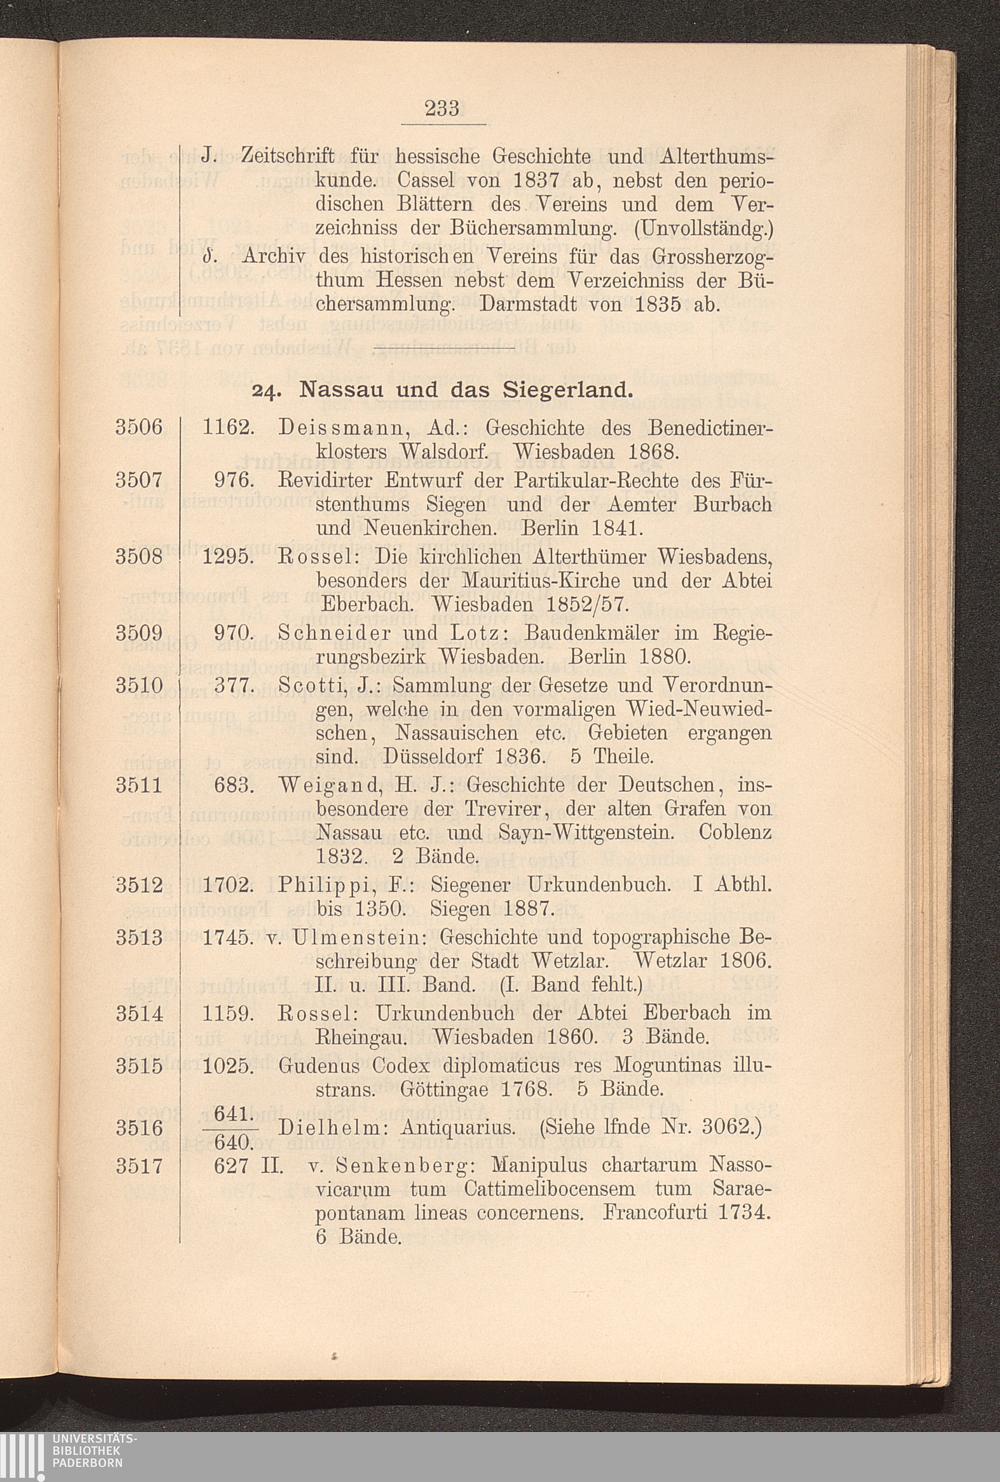 233
J. Zeitschrift für hessische Geschichte und Alterthums-
kunde. Cassel von 1837 ab, nebst den perio-
dischen Blättern des Vereins und dem Ver-
zeichniss der Büchersammlung. (Unvollständg.)
δ. Archiv des historischen Vereins für das Grossherzog-
thum Hessen nebst dem Verzeichniss der Bü-
chersammlung. Darmstadt von 1835 ab.
24. Nassau und das Siegerland.
3506 1162. Deissmann, Ad.: Geschichte des Benedictiner-
klosters Walsdorf. Wiesbaden 1868.
3507 976. Revidirter Entwurf der Partikular-Rechte des Für-
stenthums Siegen und der Aemter Burbach
und Neuenkirchen. Berlin 1841.
3508 1295. Rossel: Die kirchlichen Alterthümer Wiesbadens,
besonders der Mauritius-Kirche und der Abtei
Eberbach. Wiesbaden 1852/57.
3509 970. Schneider und Lotz: Baudenkmäler im Regie-
rungsbezirk Wiesbaden. Berlin 1880.
3510 377. Scotti, J.: Sammlung der Gesetze und Verordnun-
gen, welche in den vormaligen Wied-Neuwied-
schen, Nassauischen etc. Gebieten ergangen
sind. Düsseldorf 1836. 5 Theile.
3511 683. Weigand, H. J.: Geschichte der Deutschen, ins-
besondere der Trevirer, der alten Grafen von
Nassau etc. und Sayn-Wittgenstein. Coblenz
1832. 2 Bände.
3512 1702. Philippi, F.: Siegener Urkundenbuch. I Abthl.
bis 1350. Siegen 1887.
3513 1745. v. Ulmenstein: Geschichte und topographische Be-
schreibung der Stadt Wetzlar. Wetzlar 1806.
II. u. III. Band. (I. Band fehlt.)
3514 1159. Rossel: Urkundenbuch der Abtei Eberbach im
Rheingau. Wiesbaden 1860. 3 Bände.
3515 1025. Gudenus Codex diplomaticus res Moguntinas illu-
strans. Göttingae 1768. 5 Bände.
641.
3516 Dielhelm: Antiquarius. (Siehe lfnde Nr. 3062.)
640.
3517 627 II. v. Senkenberg: Manipulus chartarum Nasso-
vicarum tum Cattimelibocensem tum Sarae-
pontanam lineas concernens. Francofurti 1734.
6 Bände.
UNIVERSITÄTS-
BIBLIOTHEK
PADERBORN